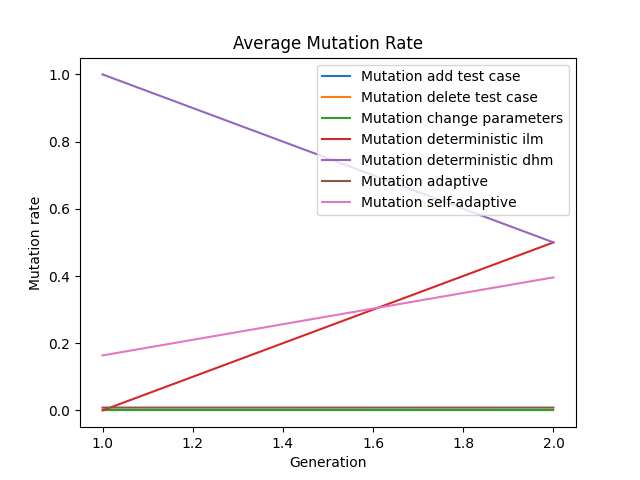 Average Mutation Rate
Mutation add test case
Mutation delete test case
Mutation change parameters
Mutation deterministic ilm
Mutation deterministic dhm
Mutation adaptive
Mutation self-adaptive
Mutation rate
1.0
0.8
0.6
0.4
0.2
0.0
1.0 1.2 1.4 1.6 1.8 2.0
Generation